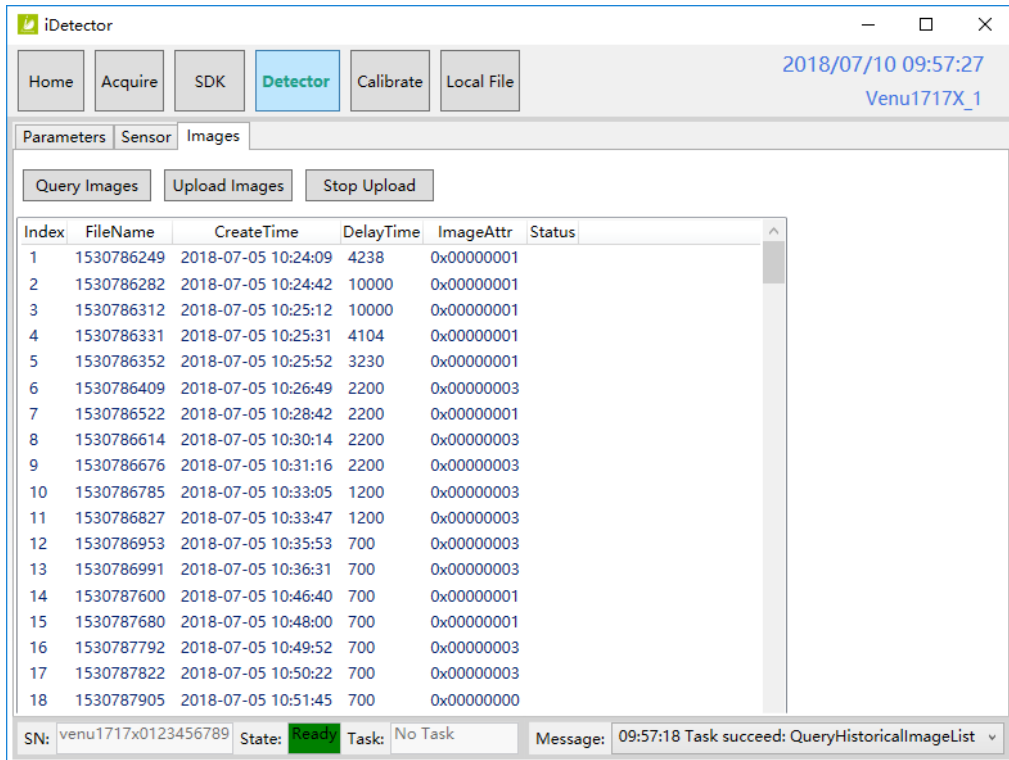 iDetector
Home Acquire SDK Detector Calibrate Local File
2018/07/10 09:57:27
Venu1717X_1
Parameters Sensor Images
Query Images Upload Images Stop Upload
Index FileName CreateTime DelayTime ImageAttr Status
1 1530786249 2018-07-05 10:24:09 4238 0x00000001
2 1530786282 2018-07-05 10:24:42 10000 0x00000001
3 1530786312 2018-07-05 10:25:12 10000 0x00000001
4 1530786331 2018-07-05 10:25:31 4104 0x00000001
5 1530786352 2018-07-05 10:25:52 3230 0x00000001
6 1530786409 2018-07-05 10:26:49 2200 0x00000003
7 1530786522 2018-07-05 10:28:42 2200 0x00000001
8 1530786614 2018-07-05 10:30:14 2200 0x00000003
9 1530786676 2018-07-05 10:31:16 2200 0x00000003
10 1530786785 2018-07-05 10:33:05 1200 0x00000003
11 1530786827 2018-07-05 10:33:47 1200 0x00000003
12 1530786953 2018-07-05 10:35:53 700 0x00000003
13 1530786991 2018-07-05 10:36:31 700 0x00000003
14 1530787600 2018-07-05 10:46:40 700 0x00000001
15 1530787680 2018-07-05 10:48:00 700 0x00000001
16 1530787792 2018-07-05 10:49:52 700 0x00000003
17 1530787822 2018-07-05 10:50:22 700 0x00000003
18 1530787905 2018-07-05 10:51:45 700 0x00000000
SN: venu1717x0123456789 State: Ready Task: No Task Message: 09:57:18 Task succeed: QueryHistoricalImageList